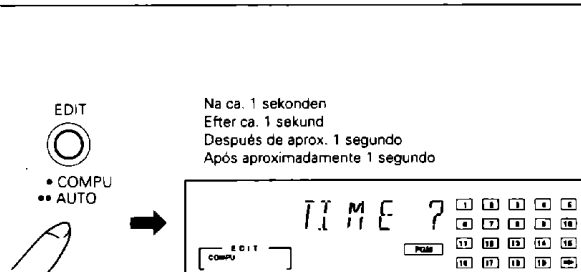 EDIT
• COMPU
•• AUTO
Na ca. 1 sekonden
Efter ca. 1 sekund
Después de aprox. 1 segundo
Após aproximadamente 1 segundo
TIME ?
EDIT
COMPU
PGM
1 2 3 4 5
6 7 8 9 10
11 12 13 14 15
16 17 18 19